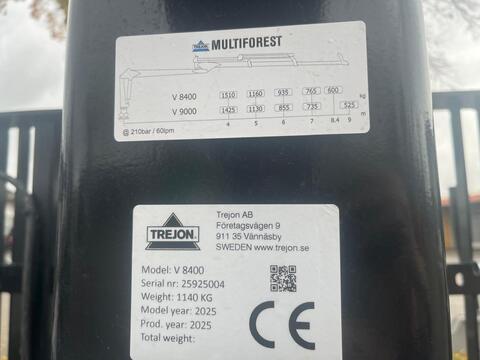 TREJON MULTIFOREST
V 8400 1510 1160 935 765 600 kg
V 9000 1425 1130 855 735 525
4 5 6 7 8.4 9 m
@ 210bar / 60lpm
TREJON
Trejon AB
Företagsvägen 9
911 35 Vännäsby
SWEDEN www.trejon.se
Model: V 8400
Serial nr: 25925004
Weight: 1140 KG
Model year: 2025
Prod. year: 2025
Total weight:
CE